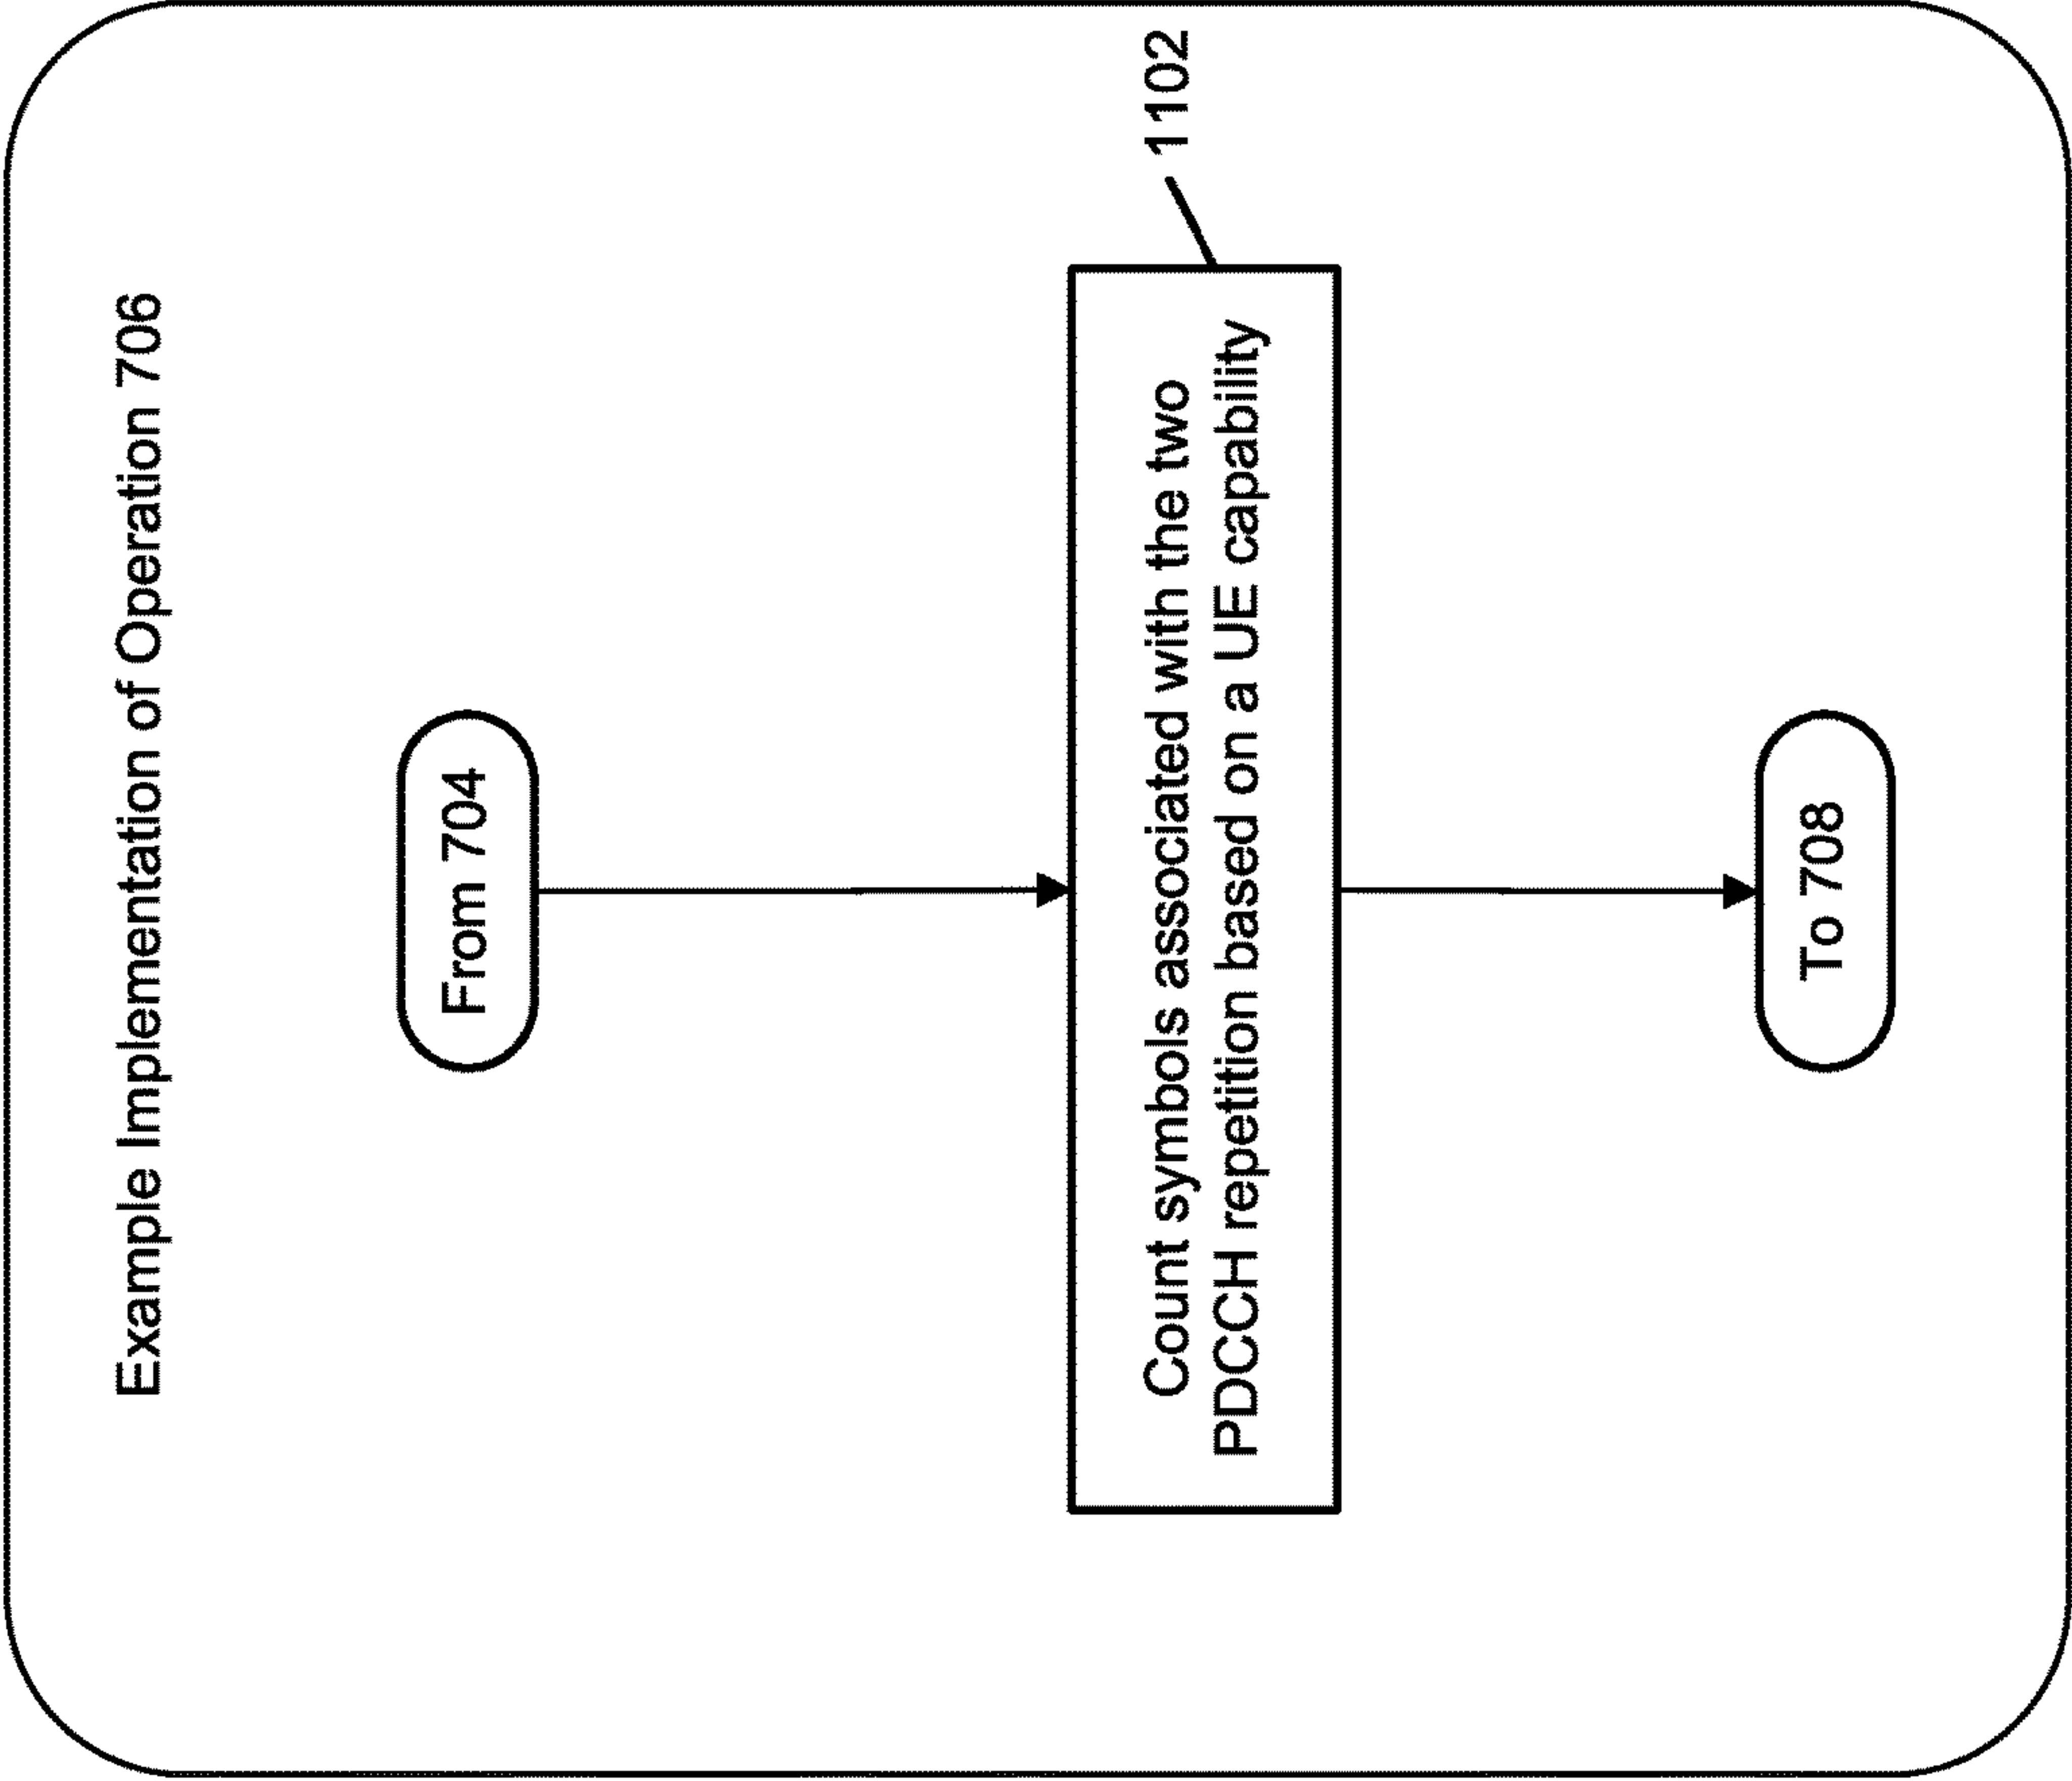 Example Implementation of Operation 706
From 704
Count symbols associated with the two
PDCCH repetition based on a UE capability
1102
To 708